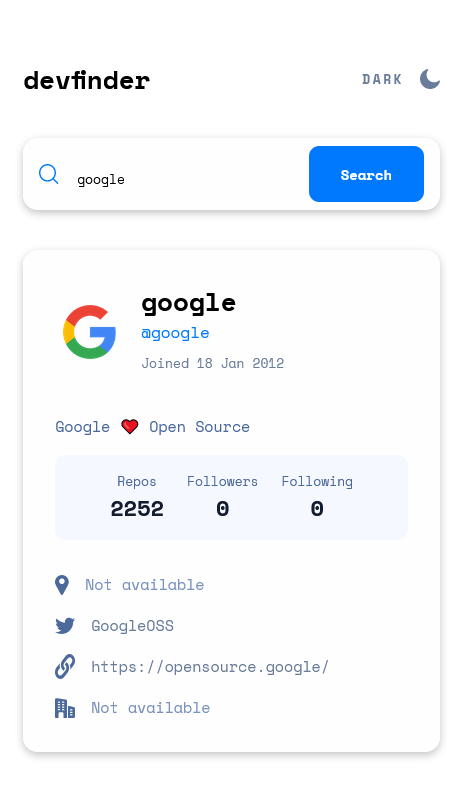 devfinder DARK
google Search
google
@google
Joined 18 Jan 2012
Google ❤️ Open Source
Repos Followers Following
2252 0 0
Not available
GoogleOSS
https://opensource.google/
Not available